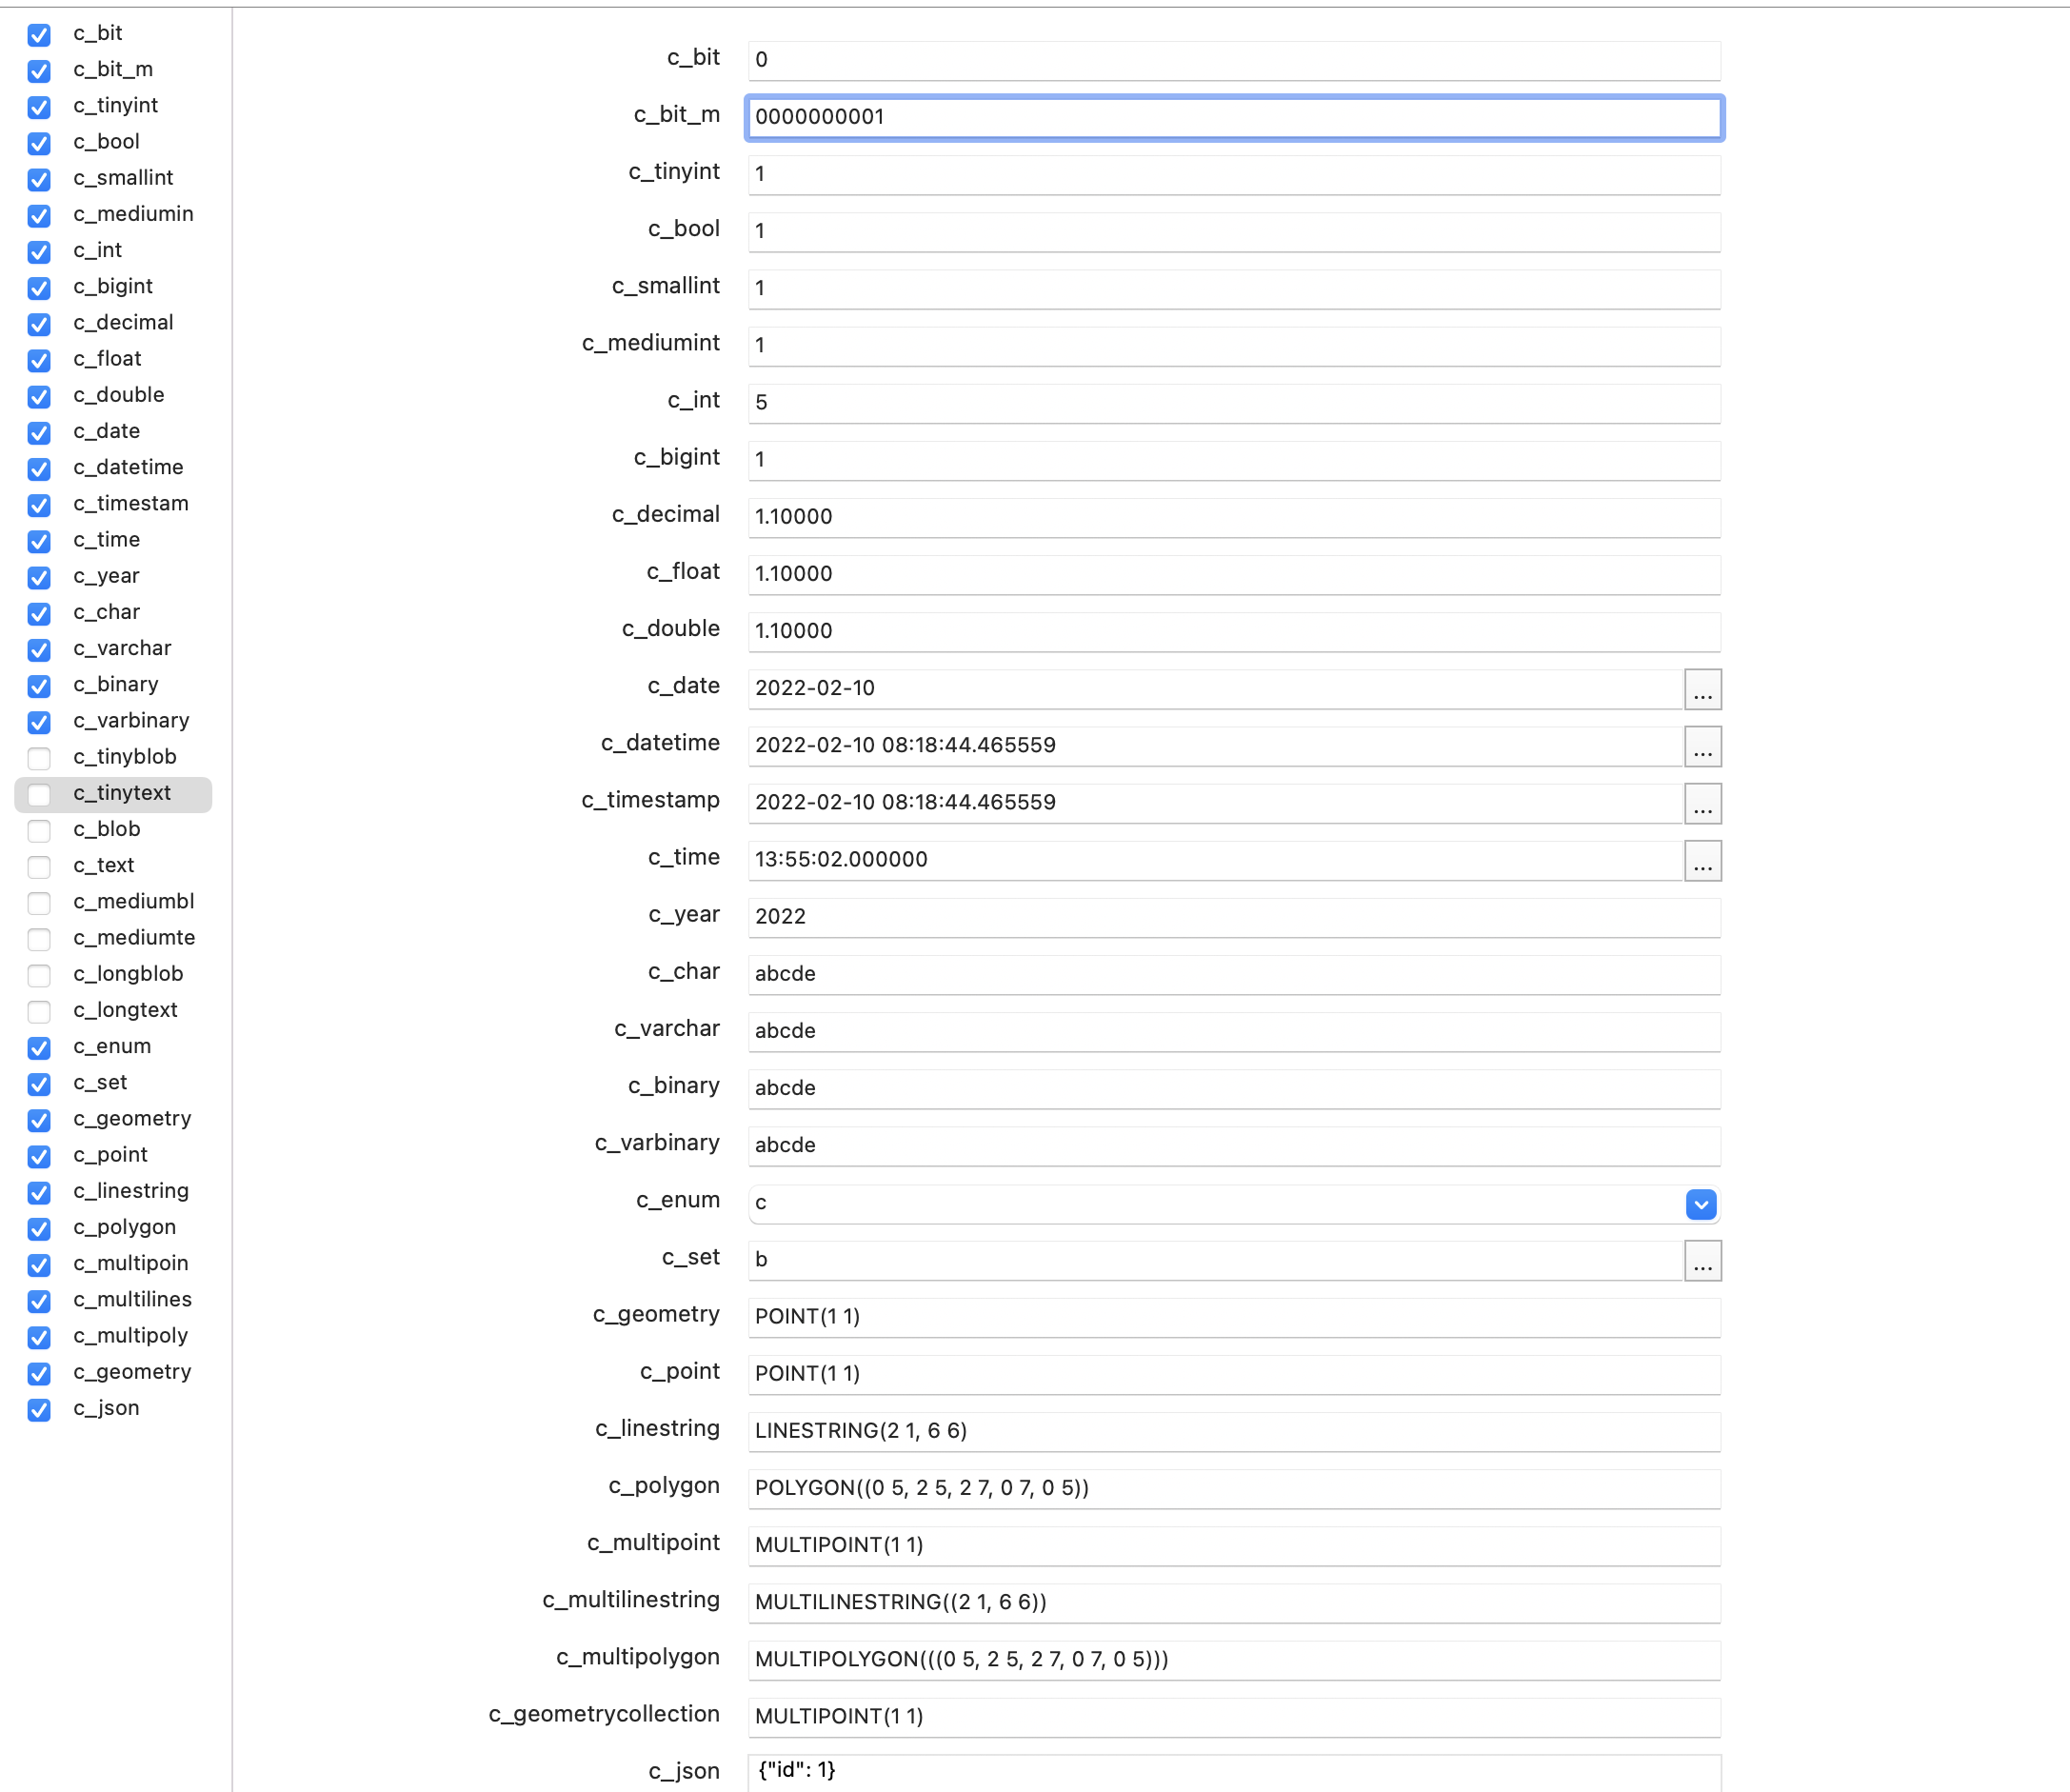 c_bit
c_bit_m
c_tinyint
c_bool
c_smallint
c_mediumin
c_int
c_bigint
c_decimal
c_float
c_double
c_date
c_datetime
c_timestam
c_time
c_year
c_char
c_varchar
c_binary
c_varbinary
c_tinyblob
c_tinytext
c_blob
c_text
c_mediumbl
c_mediumte
c_longblob
c_longtext
c_enum
c_set
c_geometry
c_point
c_linestring
c_polygon
c_multipoin
c_multilines
c_multipoly
c_geometry
c_json
c_bit 0
c_bit_m 0000000001
c_tinyint 1
c_bool 1
c_smallint 1
c_mediumint 1
c_int 5
c_bigint 1
c_decimal 1.10000
c_float 1.10000
c_double 1.10000
c_date 2022-02-10 ...
c_datetime 2022-02-10 08:18:44.465559 ...
c_timestamp 2022-02-10 08:18:44.465559 ...
c_time 13:55:02.000000 ...
c_year 2022
c_char abcde
c_varchar abcde
c_binary abcde
c_varbinary abcde
c_enum c
c_set b ...
c_geometry POINT(1 1)
c_point POINT(1 1)
c_linestring LINESTRING(2 1, 6 6)
c_polygon POLYGON((0 5, 2 5, 2 7, 0 7, 0 5))
c_multipoint MULTIPOINT(1 1)
c_multilinestring MULTILINESTRING((2 1, 6 6))
c_multipolygon MULTIPOLYGON(((0 5, 2 5, 2 7, 0 7, 0 5)))
c_geometrycollection MULTIPOINT(1 1)
c_json {"id": 1}